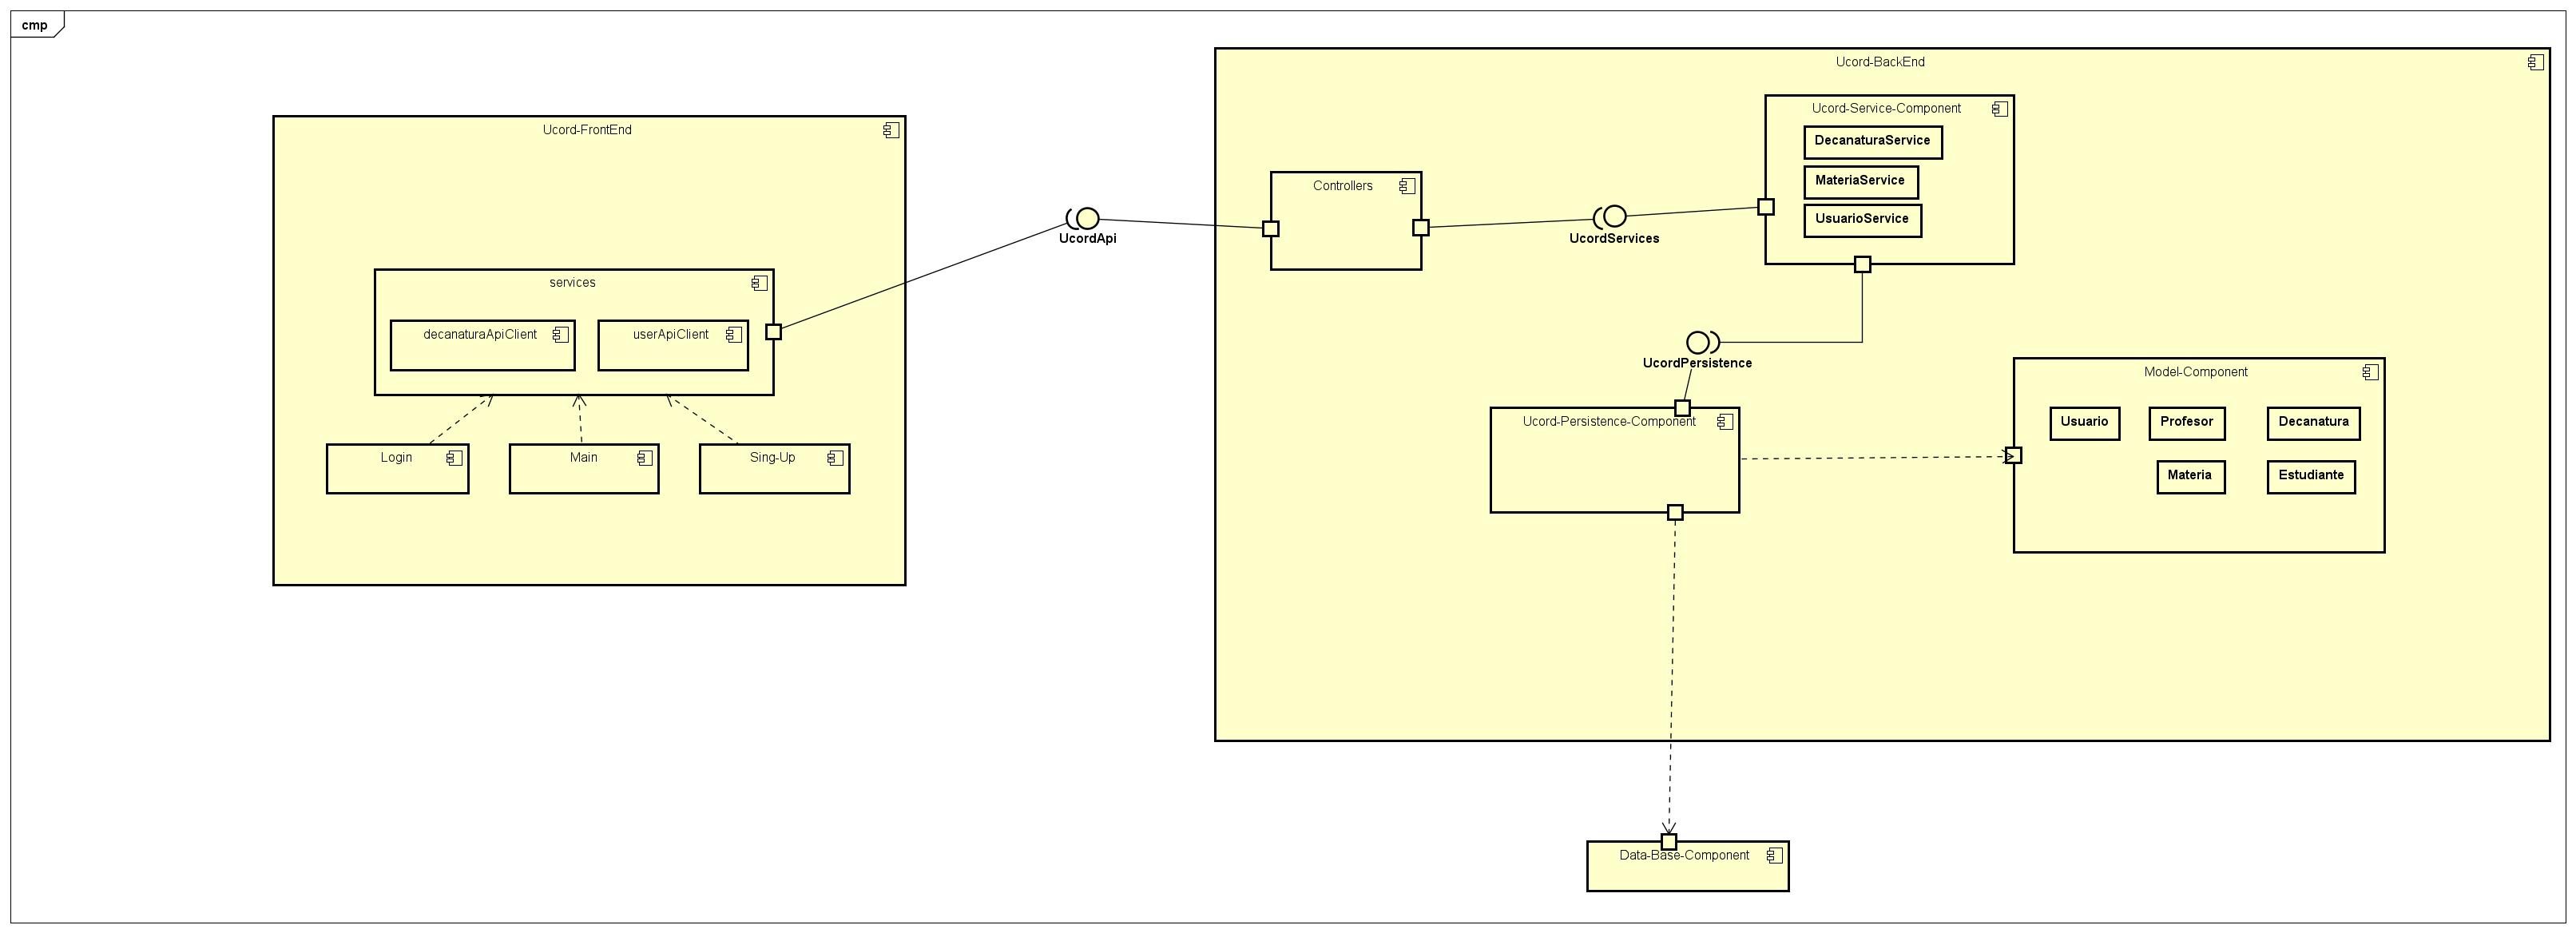 cmp
Ucord-BackEnd
Ucord-FrontEnd
Ucord-Service-Component
DecanaturaService
MateriaService
UsuarioService
Controllers
UcordApi
UcordServices
services
decanaturaApiClient
userApiClient
UcordPersistence
Model-Component
Usuario
Profesor
Decanatura
Materia
Estudiante
Ucord-Persistence-Component
Login
Main
Sing-Up
Data-Base-Component